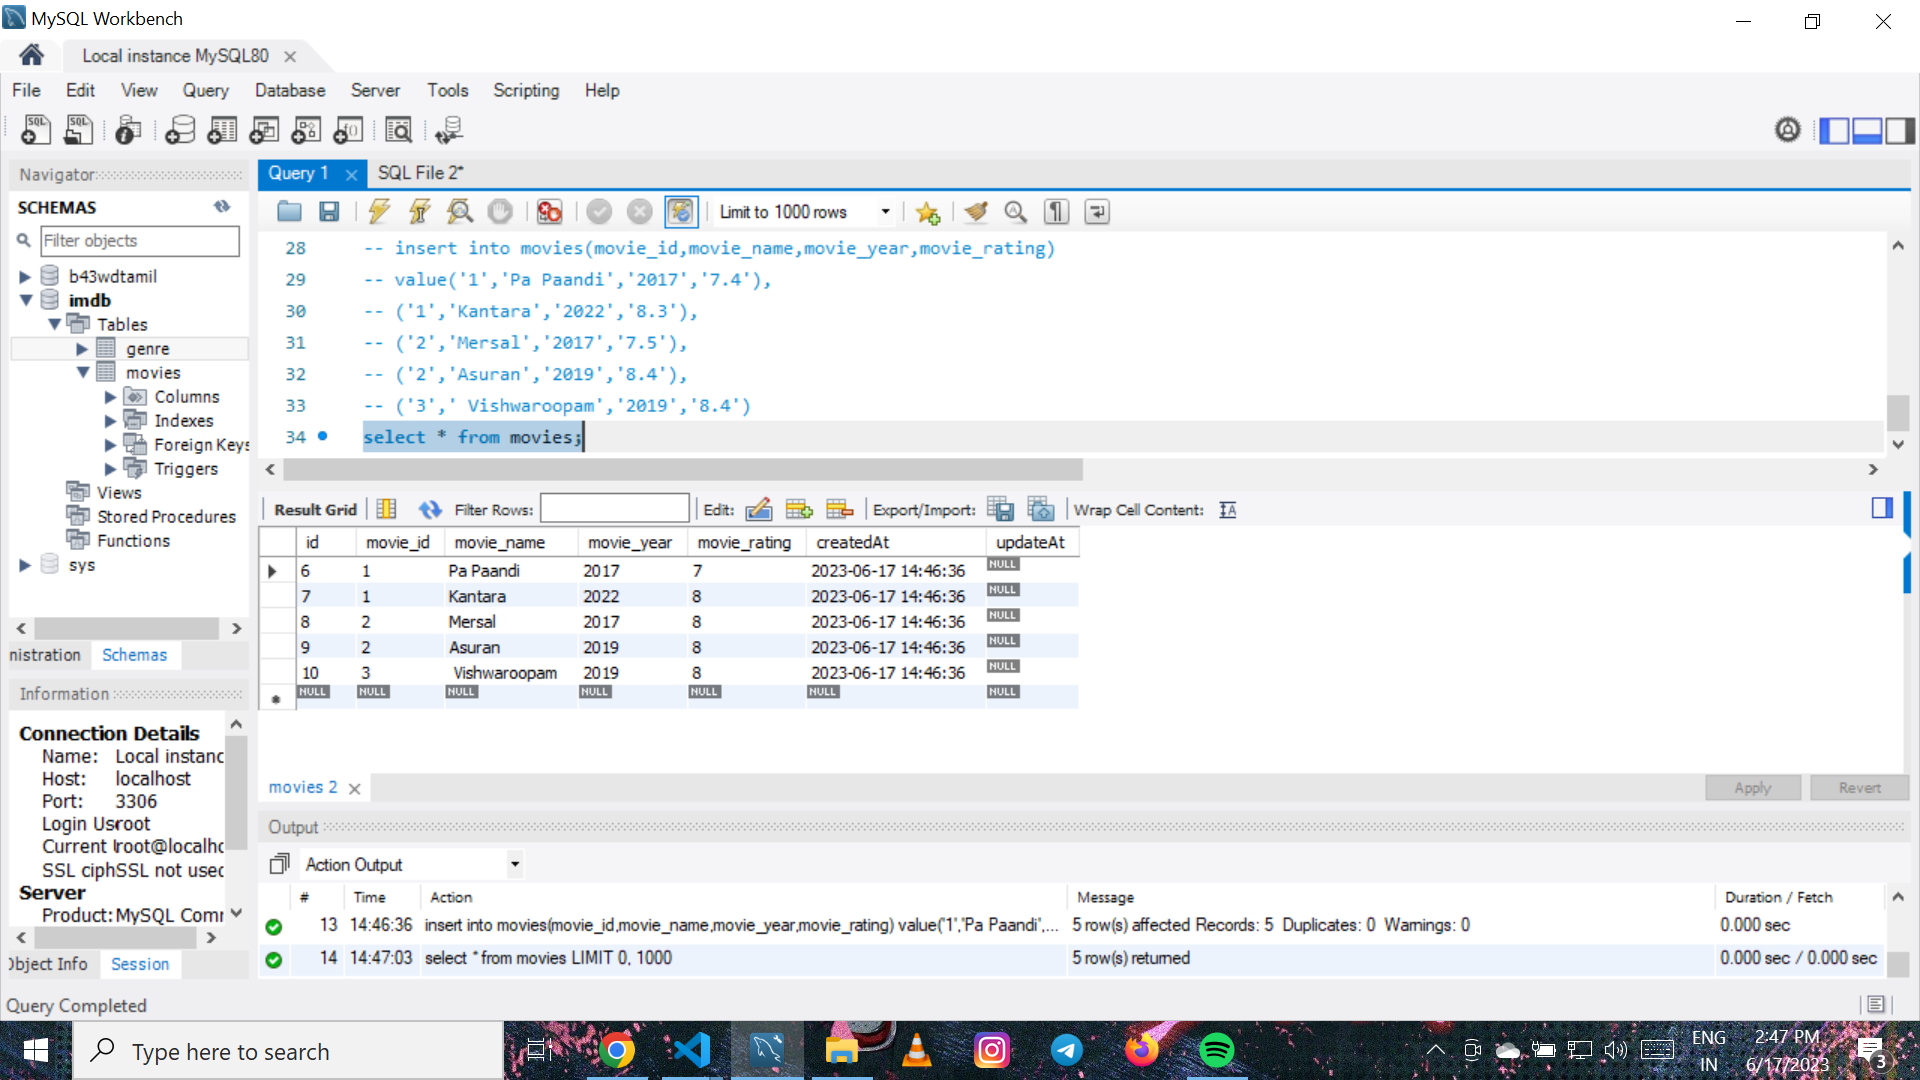 MySQL Workbench
Local instance MySQL80
File Edit View Query Database Server Tools Scripting Help
Navigator
Query 1
SQL File 2*
SCHEMAS
Filter objects
b43wdtamil
imdb
Tables
genre
movies
Columns
Indexes
Foreign Keys
Triggers
Views
Stored Procedures
Functions
sys
nistration Schemas
Information
Connection Details
Name: Local instanc
Host: localhost
Port: 3306
Login Us root
Current root@localho
SSL ciph SSL not used
Server
Product: MySQL Com
Object Info Session
Query Completed
Limit to 1000 rows
28 -- insert into movies(movie_id,movie_name,movie_year,movie_rating)
29 -- value('1','Pa Paandi','2017','7.4'),
30 -- ('1','Kantara','2022','8.3'),
31 -- ('2','Mersal','2017','7.5'),
32 -- ('2','Asuran','2019','8.4'),
33 -- ('3',' Vishwaroopam','2019','8.4')
34 select * from movies;
Result Grid Filter Rows: Edit: Export/Import: Wrap Cell Content:
id movie_id movie_name movie_year movie_rating createdAt updateAt
6 1 Pa Paandi 2017 7 2023-06-17 14:46:36 NULL
7 1 Kantara 2022 8 2023-06-17 14:46:36 NULL
8 2 Mersal 2017 8 2023-06-17 14:46:36 NULL
9 2 Asuran 2019 8 2023-06-17 14:46:36 NULL
10 3 Vishwaroopam 2019 8 2023-06-17 14:46:36 NULL
NULL NULL NULL NULL NULL NULL NULL
movies 2
Apply Revert
Output
Action Output
# Time Action Message Duration / Fetch
13 14:46:36 insert into movies(movie_id,movie_name,movie_year,movie_rating) value('1','Pa Paandi',... 5 row(s) affected Records: 5 Duplicates: 0 Warnings: 0 0.000 sec
14 14:47:03 select * from movies LIMIT 0, 1000 5 row(s) returned 0.000 sec / 0.000 sec
Type here to search
ENG
IN
2:47 PM
6/17/2023
3